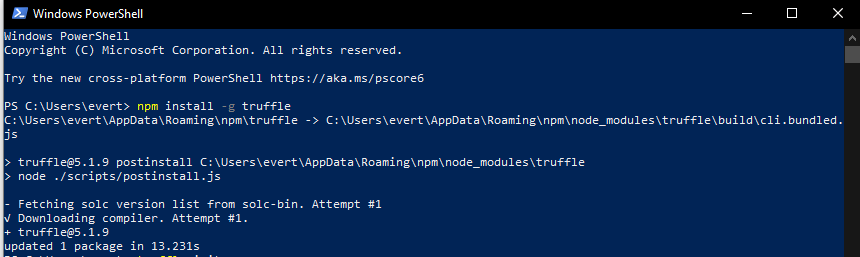 Windows PowerShell
Windows PowerShell
Copyright (C) Microsoft Corporation. All rights reserved.
Try the new cross-platform PowerShell https://aka.ms/pscore6
PS C:\Users\evert> npm install -g truffle
C:\Users\evert\AppData\Roaming\npm\truffle -> C:\Users\evert\AppData\Roaming\npm\node_modules\truffle\build\cli.bundled.
js
> truffle@5.1.9 postinstall C:\Users\evert\AppData\Roaming\npm\node_modules\truffle
> node ./scripts/postinstall.js
- Fetching solc version list from solc-bin. Attempt #1
√ Downloading compiler. Attempt #1.
+ truffle@5.1.9
updated 1 package in 13.231s